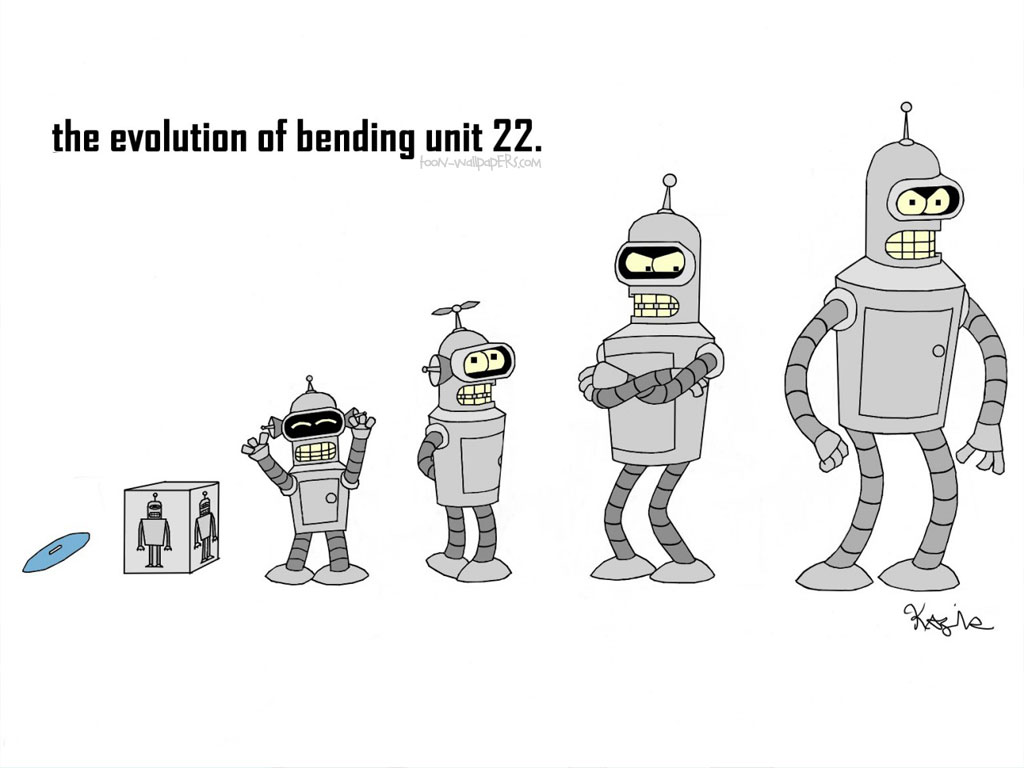 the evolution of bending unit 22.
toon-wallpapers.com